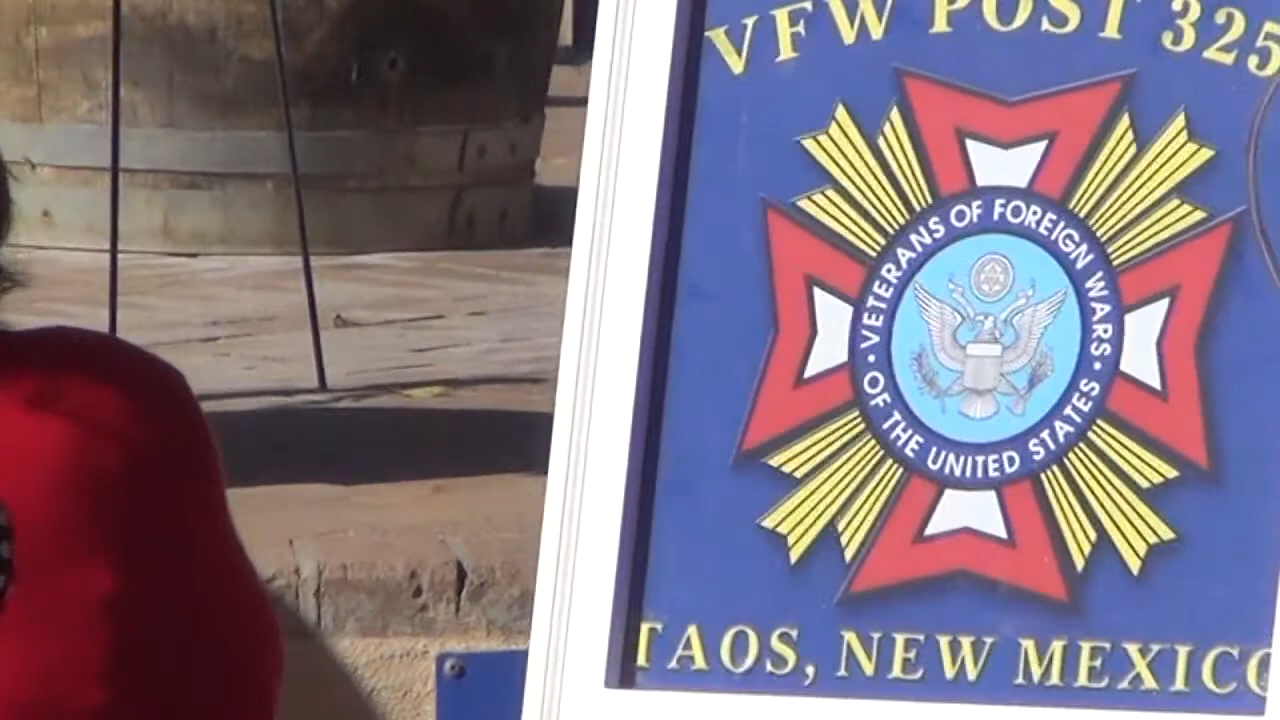 VFW POST 325
VETERANS OF FOREIGN WARS
OF THE UNITED STATES
TAOS, NEW MEXICO